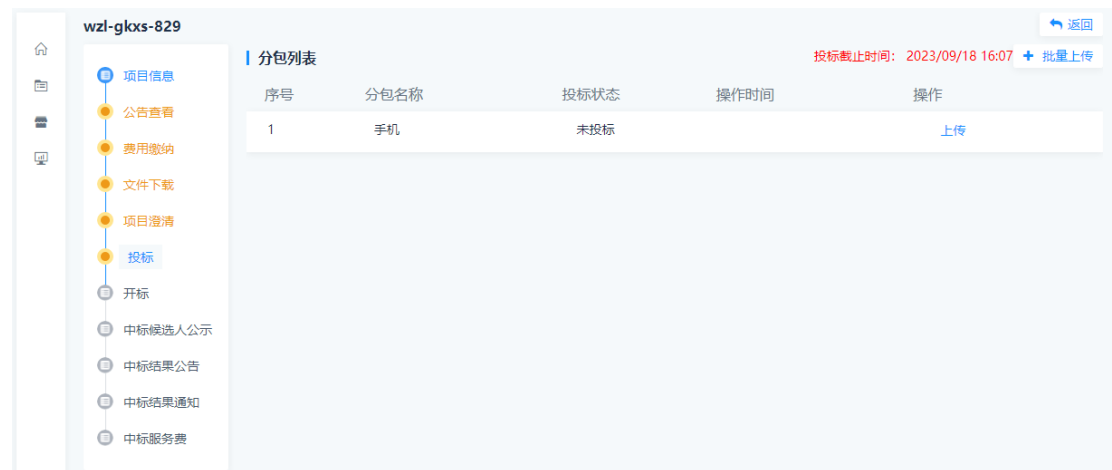 wzl-gkxs-829
返回
项目信息
公告查看
费用缴纳
文件下载
项目澄清
投标
开标
中标候选人公示
中标结果公告
中标结果通知
中标服务费
分包列表
投标截止时间： 2023/09/18 16:07
批量上传
序号 分包名称 投标状态 操作时间 操作
1 手机 未投标 上传